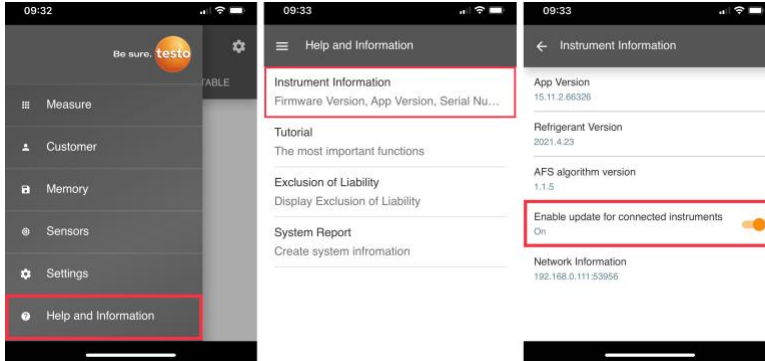 09:32
Be sure. testo
TABLE
Measure
Customer
Memory
Sensors
Settings
Help and Information
09:33
Help and Information
Instrument Information
Firmware Version, App Version, Serial Nu...
Tutorial
The most important functions
Exclusion of Liability
Display Exclusion of Liability
System Report
Create system infromation
09:33
Instrument Information
App Version
15.11.2.66326
Refrigerant Version
2021.4.23
AFS algorithm version
1.1.5
Enable update for connected instruments
On
Network Information
192.168.0.111:53956